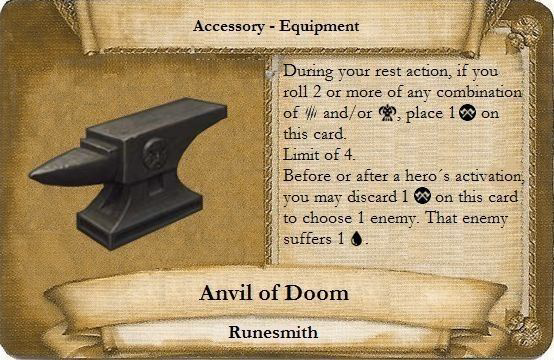 Accessory - Equipment
During your rest action, if you
roll 2 or more of any combination
of and/or , place 1 on
this card.
Limit of 4.
Before or after a hero´s activation,
you may discard 1 on this card
to choose 1 enemy. That enemy
suffers 1 .
Anvil of Doom
Runesmith